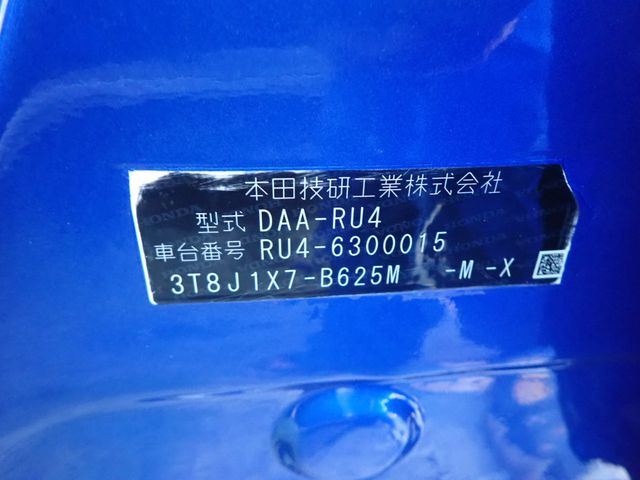 本田技研工業株式会社
型式 DAA-RU4
車台番号 RU4-6300015
3T8J1X7-B625M -M -X